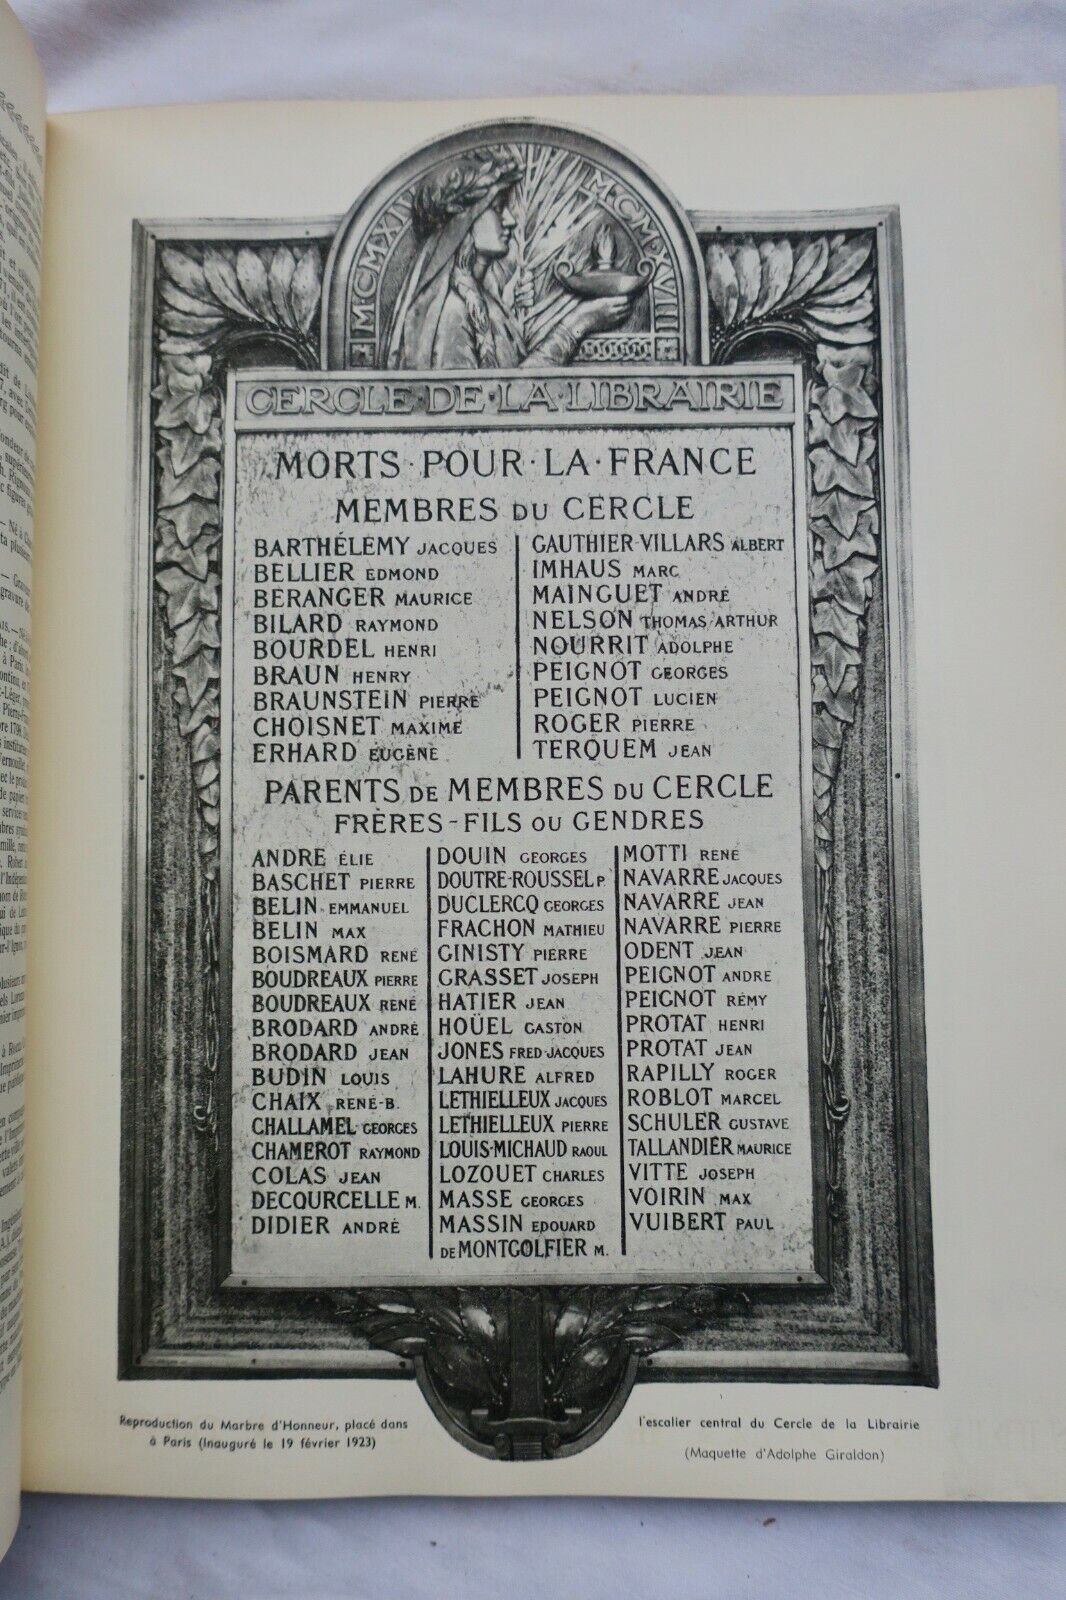 MCMXIV
MCMXVIII
CERCLE·DE·LA·LIBRAIRIE
MORTS·POUR·LA·FRANCE
MEMBRES DU CERCLE
BARTHÉLEMY JACQUES
BELLIER EDMOND
BERANGER MAURICE
BILARD RAYMOND
BOURDEL HENRI
BRAUN HENRY
BRAUNSTEIN PIERRE
CHOISNET MAXIME
ERHARD EUGÈNE
GAUTHIER-VILLARS ALBERT
IMHAUS MARC
MAINGUET ANDRÉ
NELSON THOMAS ARTHUR
NOURRIT ADOLPHE
PEIGNOT GEORGES
PEIGNOT LUCIEN
ROGER PIERRE
TERQUEM JEAN
PARENTS DE MEMBRES DU CERCLE
FRÈRES-FILS OU GENDRES
ANDRÉ ÉLIE
BASCHET PIERRE
BELIN EMMANUEL
BELIN MAX
BOISMARD RENÉ
BOUDREAUX PIERRE
BOUDREAUX RENÉ
BRODARD ANDRÉ
BRODARD JEAN
BUDIN LOUIS
CHAIX RENÉ-B.
CHALLAMEL GEORGES
CHAMEROT RAYMOND
COLAS JEAN
DECOURCELLE M.
DIDIER ANDRÉ
DOUIN GEORGES
DOUTRE-ROUSSEL P
DUCLERCQ GEORGES
FRACHON MATHIEU
GINISTY PIERRE
GRASSET JOSEPH
HATIER JEAN
HOÜEL GASTON
JONES FRED-JACQUES
LAHURE ALFRED
LETHIELLEUX JACQUES
LETHIELLEUX PIERRE
LOUIS-MICHAUD RAOUL
LOZOUET CHARLES
MASSE GEORGES
MASSIN EDOUARD
DE MONTGOLFIER M.
MOTTI RENÉ
NAVARRE JACQUES
NAVARRE JEAN
NAVARRE PIERRE
ODENT JEAN
PEIGNOT ANDRÉ
PEIGNOT RÉMY
PROTAT HENRI
PROTAT JEAN
RAPILLY ROGER
ROBLOT MARCEL
SCHULER GUSTAVE
TALLANDIER MAURICE
VITTE JOSEPH
VOIRIN MAX
VUIBERT PAUL
Reproduction du Marbre d'Honneur, placé dans
à Paris (Inauguré le 19 février 1923)
l'escalier central du Cercle de la Librairie
(Maquette d'Adolphe Giraldon)